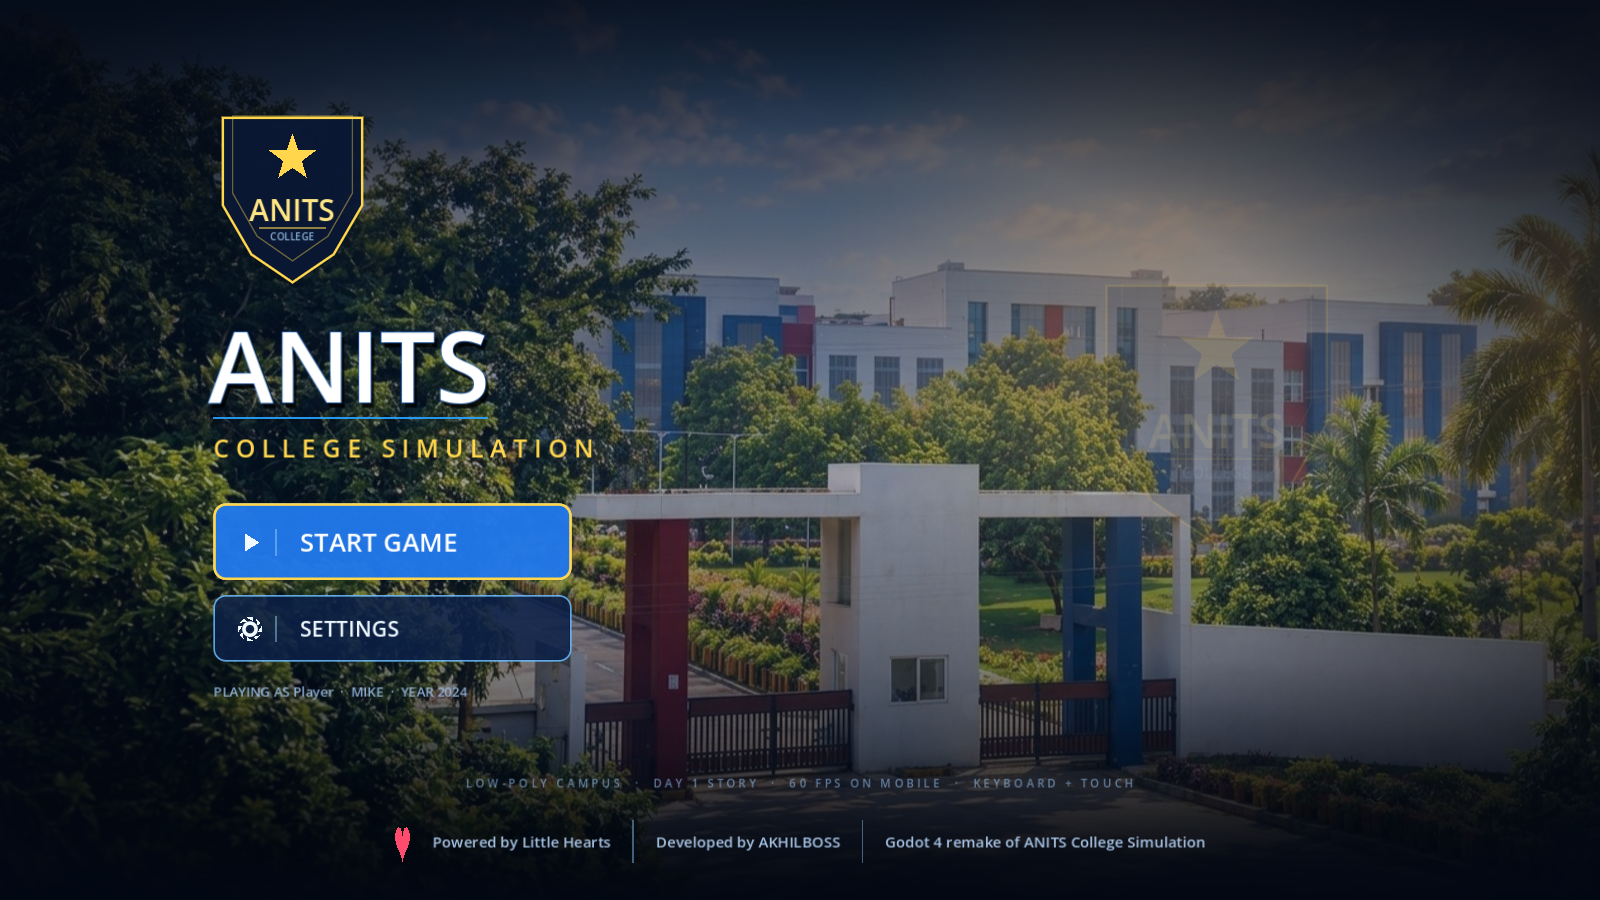 ANITS
COLLEGE
ANITS
COLLEGE SIMULATION
START GAME
SETTINGS
PLAYING AS Player · MIKE · YEAR 2024
ANITS
LOW-POLY CAMPUS · DAY 1 STORY · 60 FPS ON MOBILE · KEYBOARD + TOUCH
Powered by Little Hearts
Developed by AKHILBOSS
Godot 4 remake of ANITS College Simulation